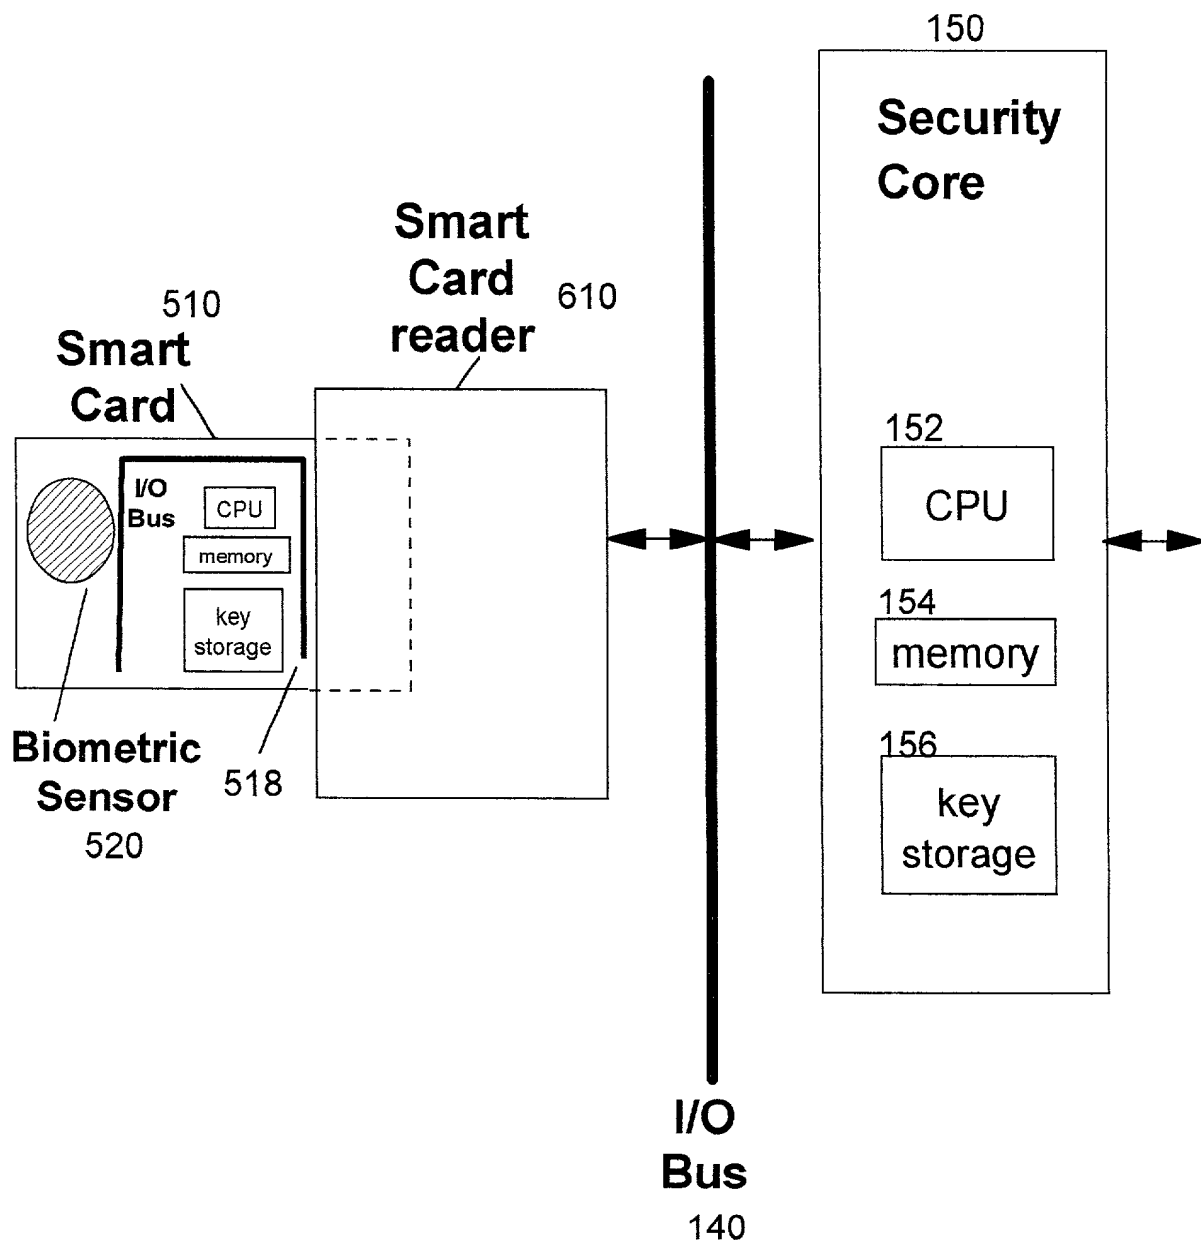 150
Security
Core
Smart
Card
reader
610
510
Smart
Card
152
CPU
I/O
Bus
CPU
memory
key
storage
154
memory
Biometric
Sensor
520
518
156
key
storage
I/O
Bus
140